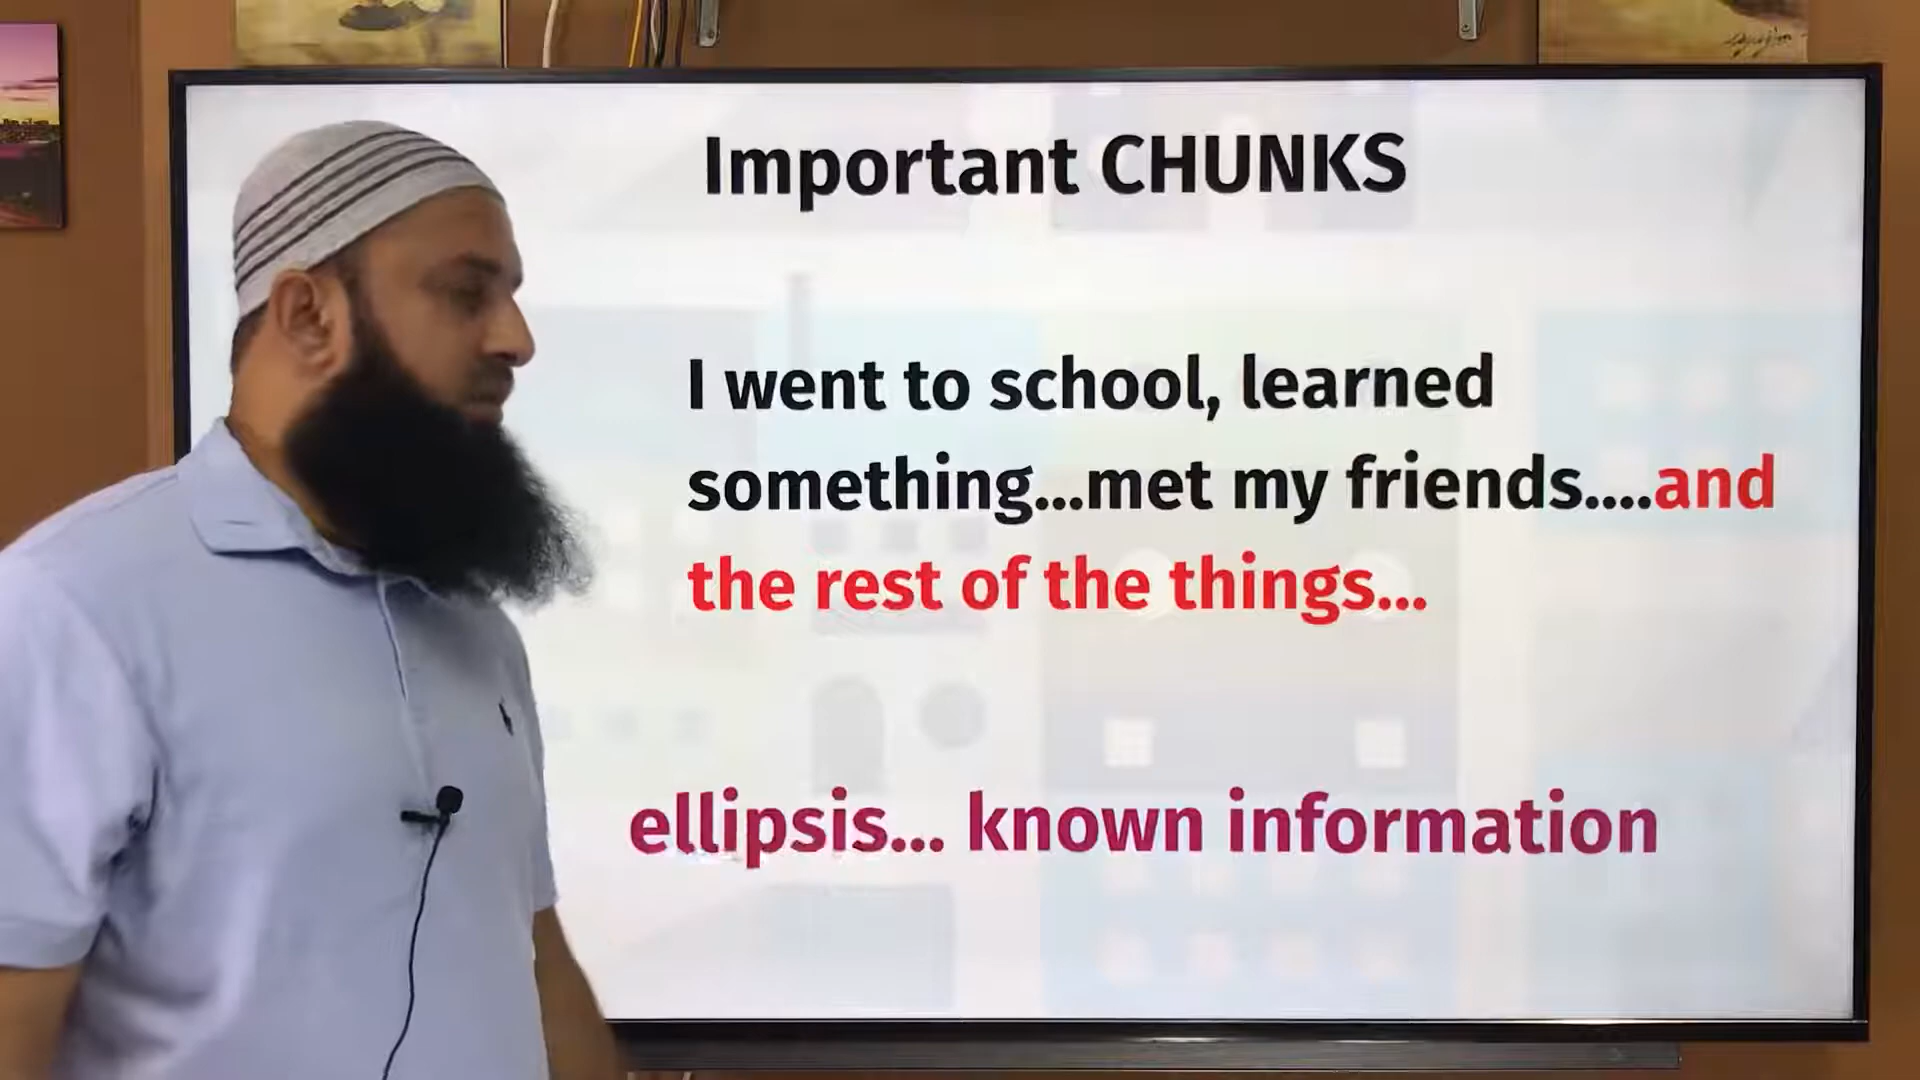 Important CHUNKS
I went to school, learned
something...met my friends....and
the rest of the things...
ellipsis... known information